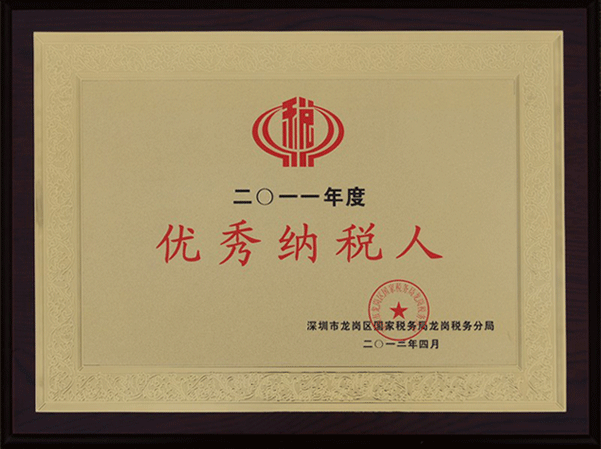 税
二〇一一年度
优秀纳税人
深圳市龙岗区国家税务局龙岗税务分局
二〇一二年四月